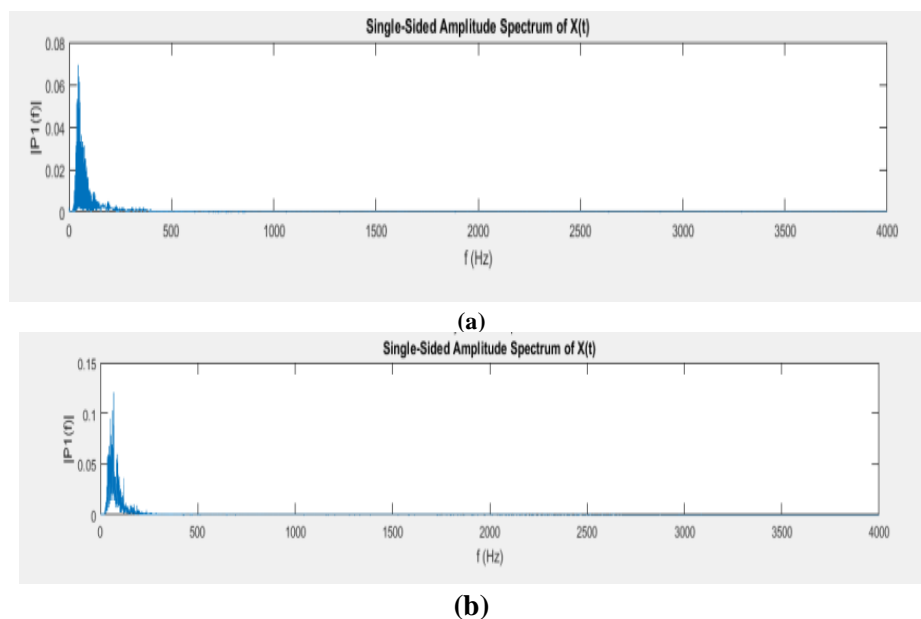 Single-Sided Amplitude Spectrum of X(t)
0.08
0.06
0.04
0.02
0
|P1(f)|
0 500 1000 1500 2000 2500 3000 3500 4000
f (Hz)
(a)
Single-Sided Amplitude Spectrum of X(t)
0.15
0.1
0.05
0
|P1(f)|
0 500 1000 1500 2000 2500 3000 3500 4000
f (Hz)
(b)